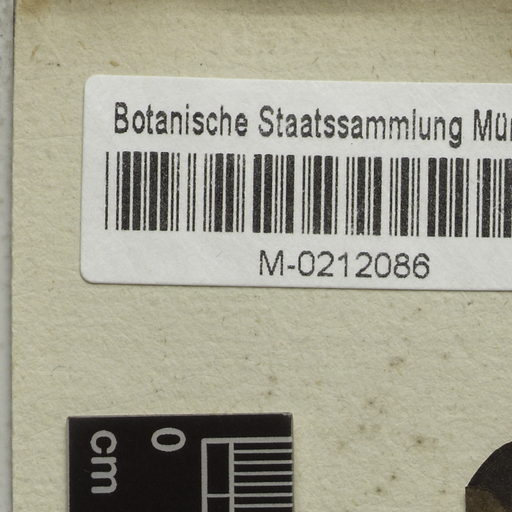 Botanische Staatssammlung
M-0212086
0
cm